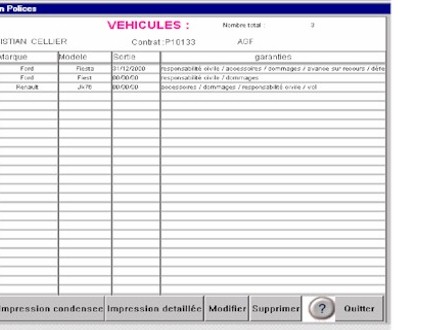 n Polices
VEHICULES : Nombre total : 3
ISTIAN CELLIER Contrat :P10133 AGF
Marque Modele Sortie garanties
Ford Fiesta 31/12/2000 responsabilité civile / accessoires / dommages / avance sur recours / déte
Ford Fiest 00/00/00 responsabilité civile / dommages
Renault 00/00/00 accessoires / dommages / responsabilité civile / vol
Impression condensee Impression detaillée Modifier Supprimer ? Quitter